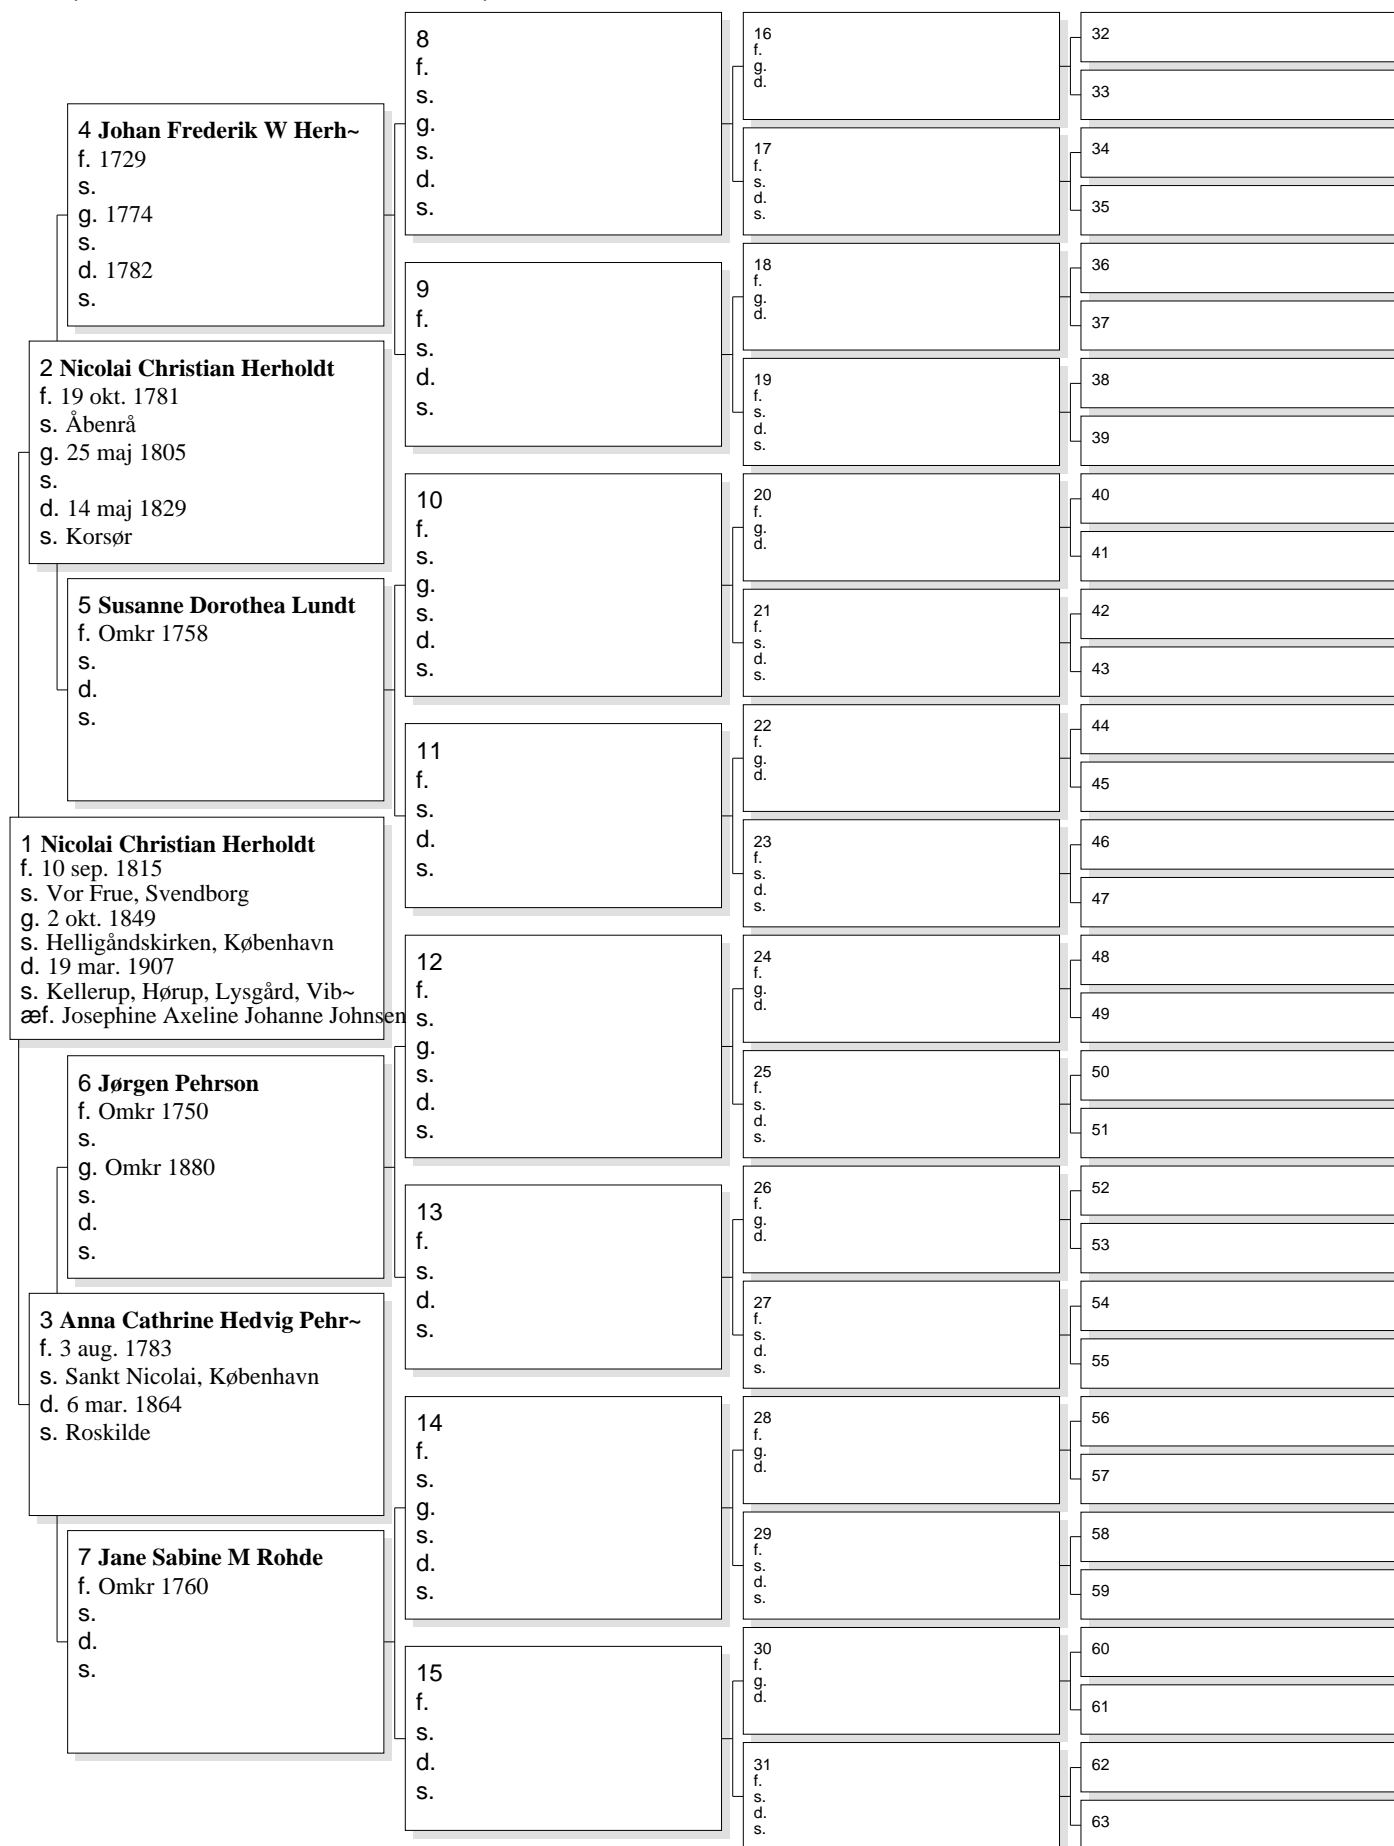 4 Johan Frederik W Herh~
f. 1729
s.
g. 1774
s.
d. 1782
s.
2 Nicolai Christian Herholdt
f. 19 okt. 1781
s. Åbenrå
g. 25 maj 1805
s.
d. 14 maj 1829
s. Korsør
5 Susanne Dorothea Lundt
f. Omkr 1758
s.
d.
s.
1 Nicolai Christian Herholdt
f. 10 sep. 1815
s. Vor Frue, Svendborg
g. 2 okt. 1849
s. Helligåndskirken, København
d. 19 mar. 1907
s. Kellerup, Hørup, Lysgård, Vib~
æf. Josephine Axeline Johanne Johnsen
6 Jørgen Pehrson
f. Omkr 1750
s.
g. Omkr 1880
s.
d.
s.
3 Anna Cathrine Hedvig Pehr~
f. 3 aug. 1783
s. Sankt Nicolai, København
d. 6 mar. 1864
s. Roskilde
7 Jane Sabine M Rohde
f. Omkr 1760
s.
d.
s.
8
f.
s.
g.
s.
d.
s.
9
f.
s.
d.
s.
10
f.
s.
g.
s.
d.
s.
11
f.
s.
d.
s.
12
f.
s.
g.
s.
d.
s.
13
f.
s.
d.
s.
14
f.
s.
g.
s.
d.
s.
15
f.
s.
d.
s.
16
f.
g.
d.
17
f.
s.
d.
s.
18
f.
g.
d.
19
f.
s.
d.
s.
20
f.
g.
d.
21
f.
s.
d.
s.
22
f.
g.
d.
23
f.
s.
d.
s.
24
f.
g.
d.
25
f.
s.
d.
s.
26
f.
g.
d.
27
f.
s.
d.
s.
28
f.
g.
d.
29
f.
s.
d.
s.
30
f.
g.
d.
31
f.
s.
d.
s.
32
33
34
35
36
37
38
39
40
41
42
43
44
45
46
47
48
49
50
51
52
53
54
55
56
57
58
59
60
61
62
63